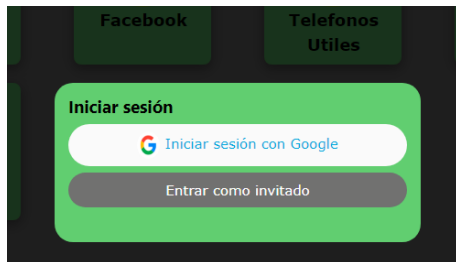 Facebook
Telefonos
Utiles
Iniciar sesión
Iniciar sesión con Google
Entrar como invitado